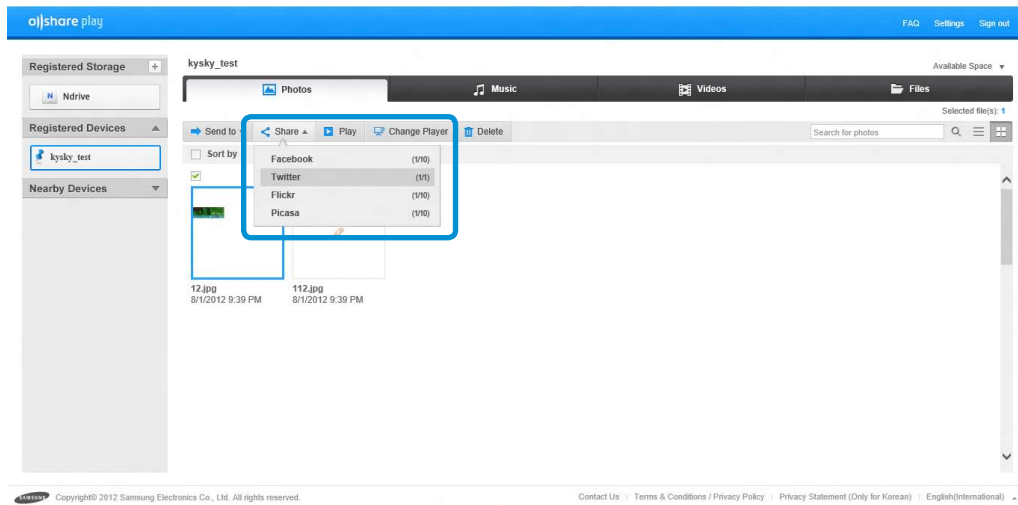 allshare play
FAQ Settings Sign out
Registered Storage +
Ndrive
Registered Devices
kysky_test
Nearby Devices
kysky_test
Available Space
Photos Music Videos Files
Selected file(s): 1
Send to Share Play Change Player Delete
Search for photos
Sort by
Facebook (1/10)
Twitter (1/1)
Flickr (1/10)
Picasa (1/10)
12.jpg 112.jpg
8/1/2012 9:39 PM 8/1/2012 9:39 PM
SAMSUNG Copyright© 2012 Samsung Electronics Co., Ltd. All rights reserved.
Contact Us | Terms & Conditions / Privacy Policy | Privacy Statement (Only for Korean) | English(International)